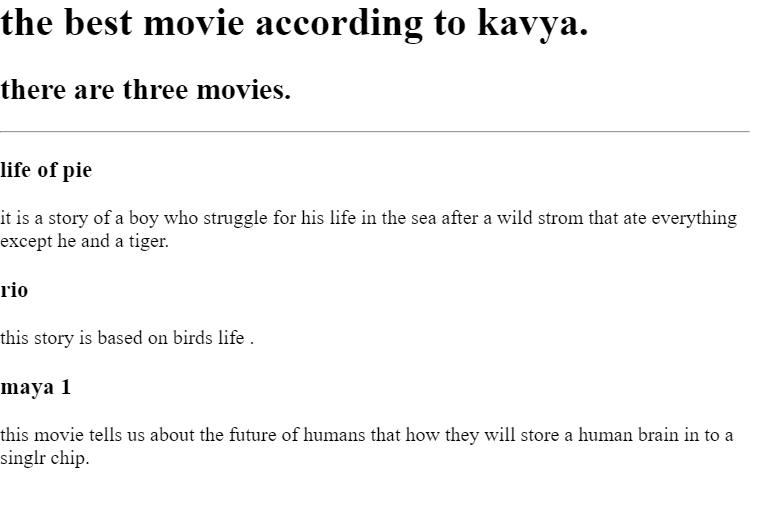 the best movie according to kavya.
there are three movies.
life of pie
it is a story of a boy who struggle for his life in the sea after a wild strom that ate everything
except he and a tiger.
rio
this story is based on birds life .
maya 1
this movie tells us about the future of humans that how they will store a human brain in to a
singlr chip.